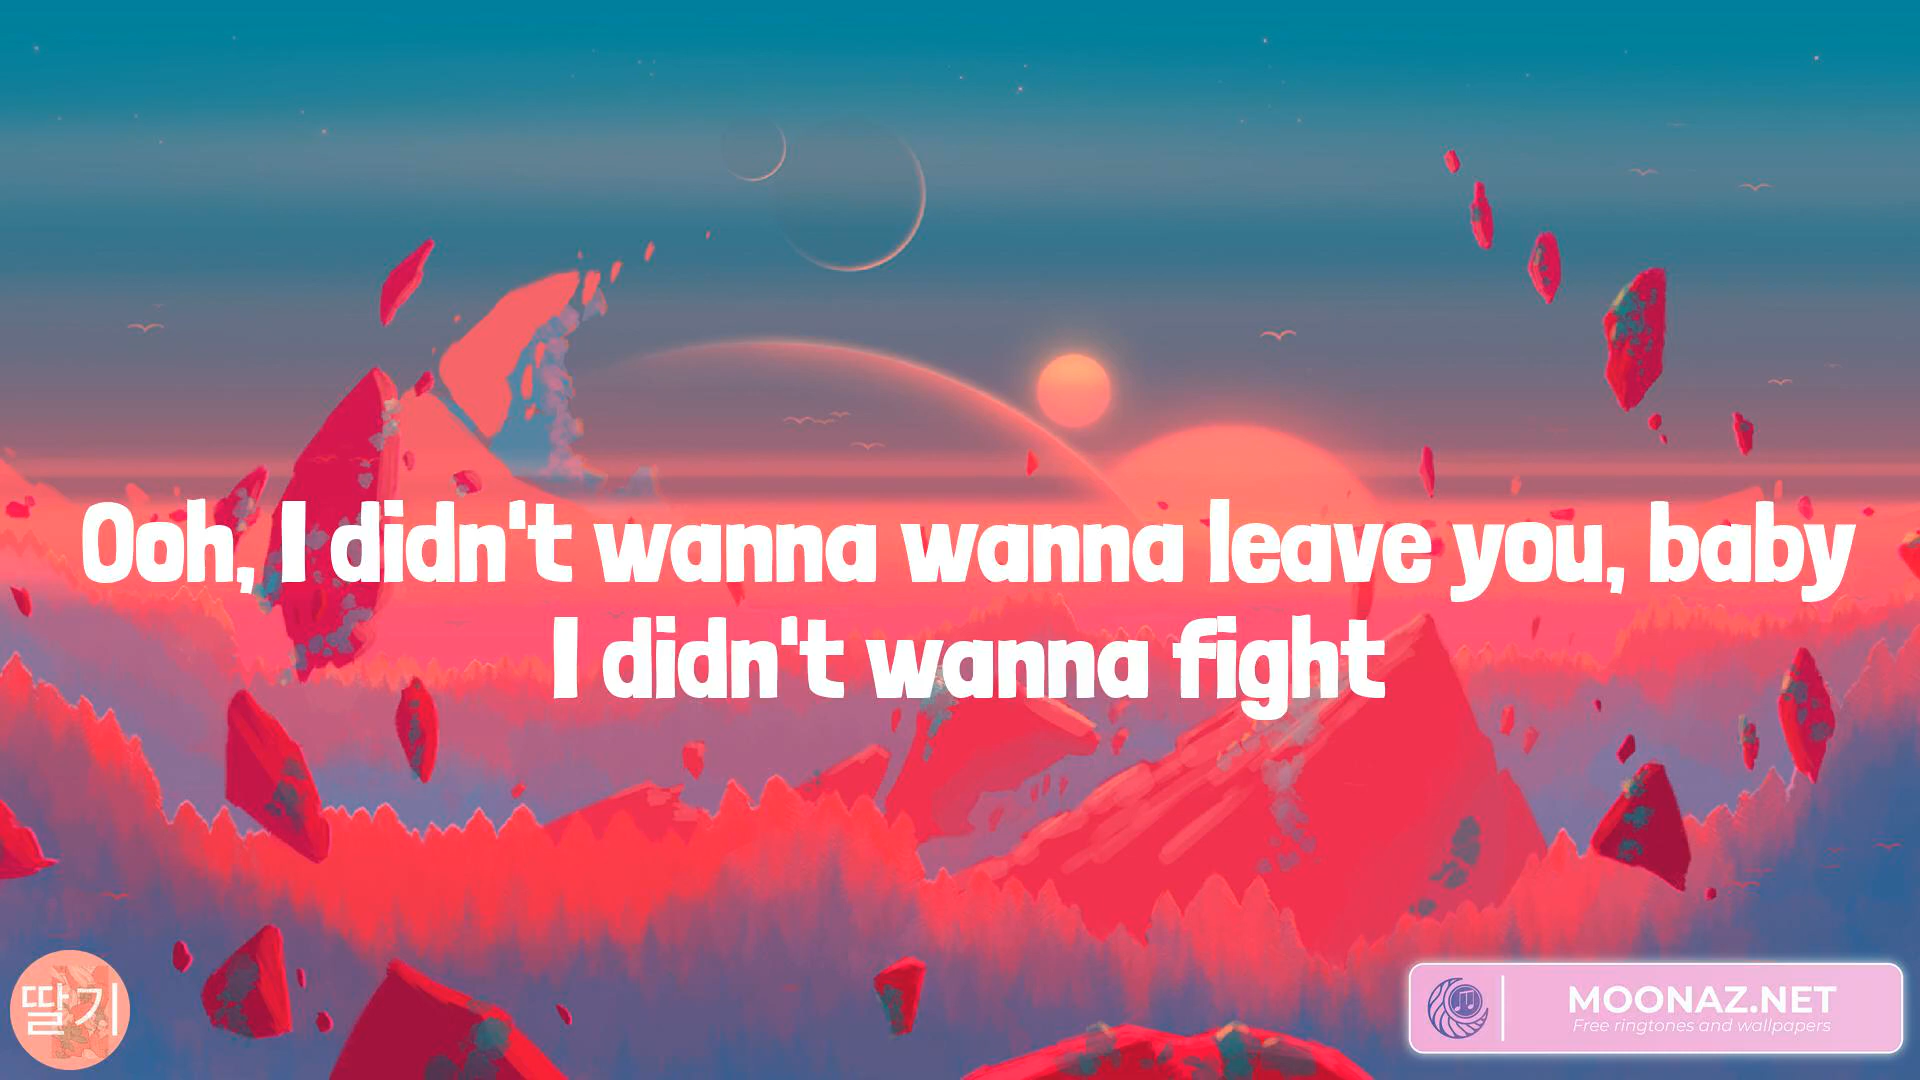 Ooh, I didn't wanna wanna leave you, baby
I didn't wanna fight
딸기
MOONAZ.NET
Free ringtones and wallpapers